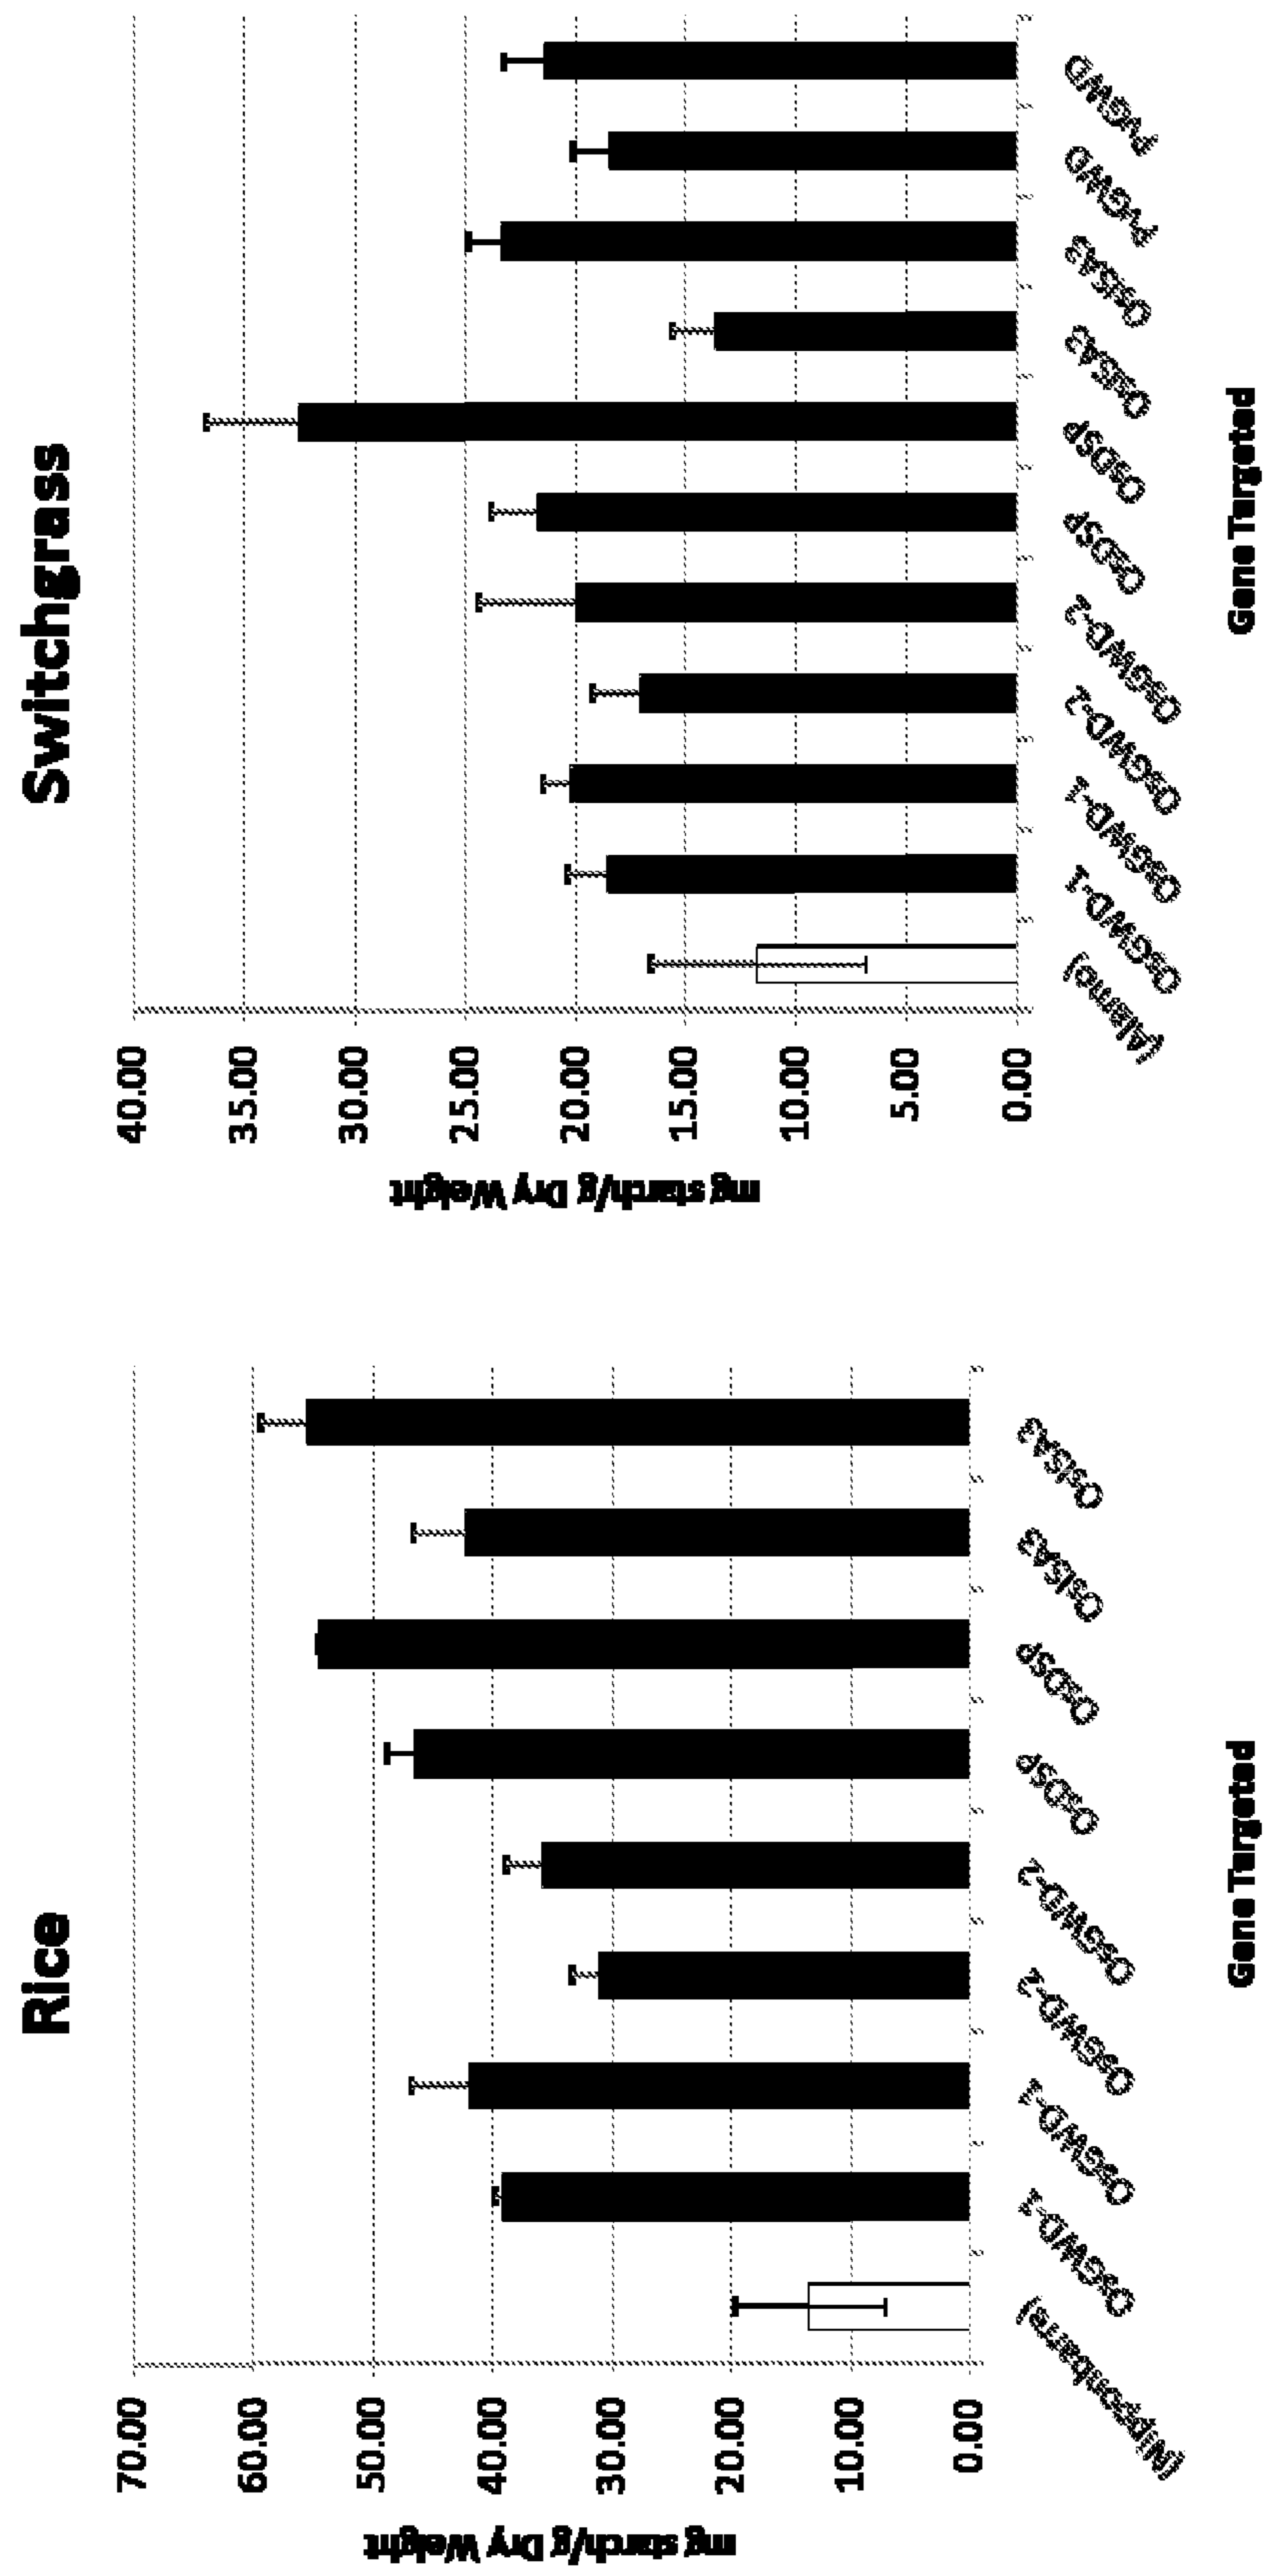 Rice
mg starch/g Dry Weight
70.00
60.00
50.00
40.00
30.00
20.00
10.00
0.00
(Nipponbarre)
OsGWD-1
OsGWD-1
OsGWD-2
OsGWD-2
OsDSP
OsDSP
OsISA3
OsISA3
Gene Targeted
Switchgrass
mg starch/g Dry Weight
40.00
35.00
30.00
25.00
20.00
15.00
10.00
5.00
0.00
(Alamo)
OsGWD-1
OsGWD-1
OsGWD-2
OsGWD-2
OsDSP
OsDSP
OsISA3
OsISA3
PvGWD
PvGWD
Gene Targeted